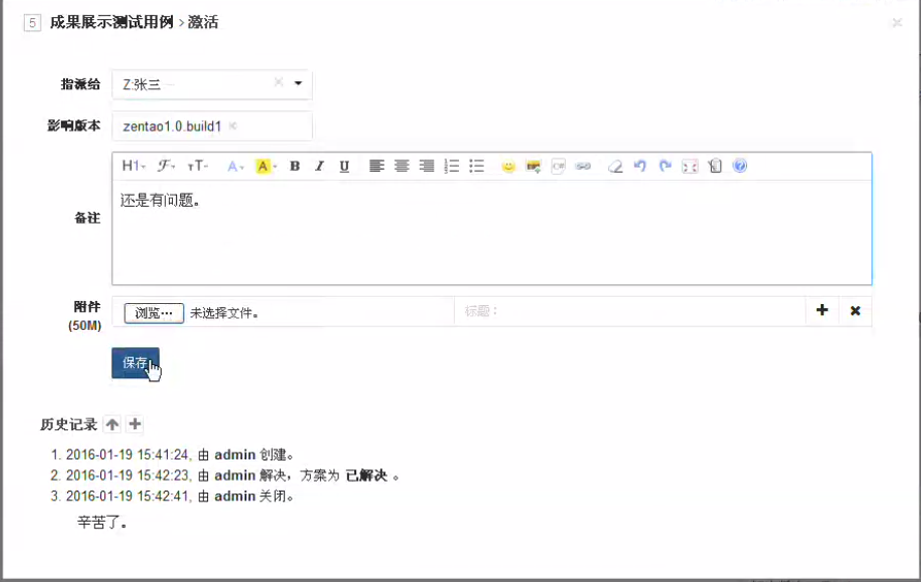 5 成果展示测试用例 > 激活
指派给 Z:张三
影响版本 zentao1.0.build1
H1 F тT A A B I U
备注 还是有问题。
附件 浏览… 未选择文件。 标题：
(50M)
保存
历史记录
1. 2016-01-19 15:41:24, 由 admin 创建。
2. 2016-01-19 15:42:23, 由 admin 解决，方案为 已解决 。
3. 2016-01-19 15:42:41, 由 admin 关闭。
辛苦了。